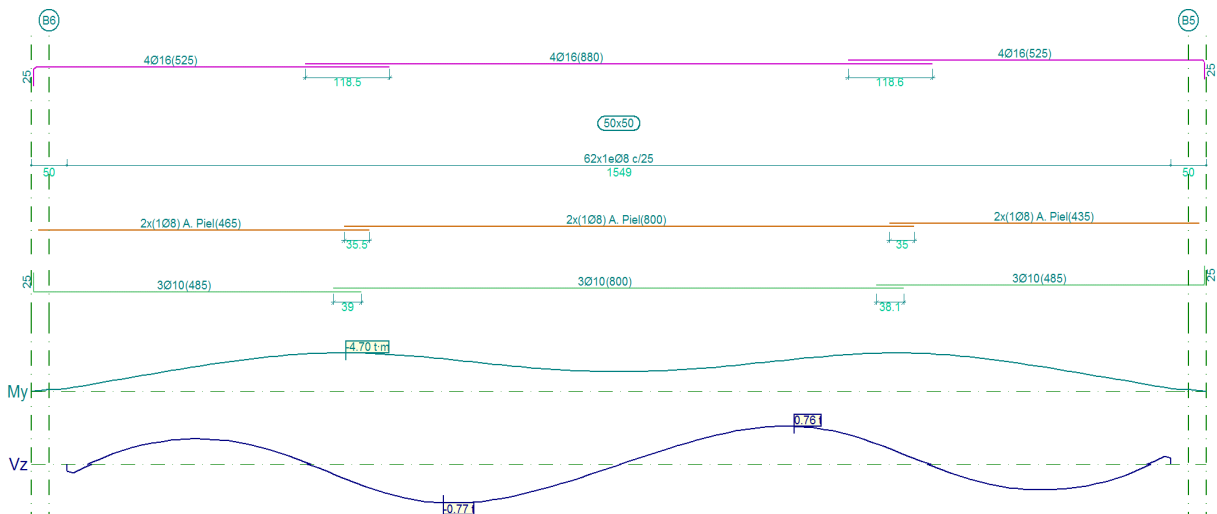 B6
B5
4Ø16(525)
4Ø16(880)
4Ø16(525)
25
25
118.5
118.6
50x50
62x1eØ8 c/25
50
1549
50
2x(1Ø8) A. Piel(465)
2x(1Ø8) A. Piel(800)
2x(1Ø8) A. Piel(435)
35.5
35
25
25
3Ø10(485)
3Ø10(800)
3Ø10(485)
39
38.1
-4.70 t·m
My
0.76 t
Vz
-0.77 t